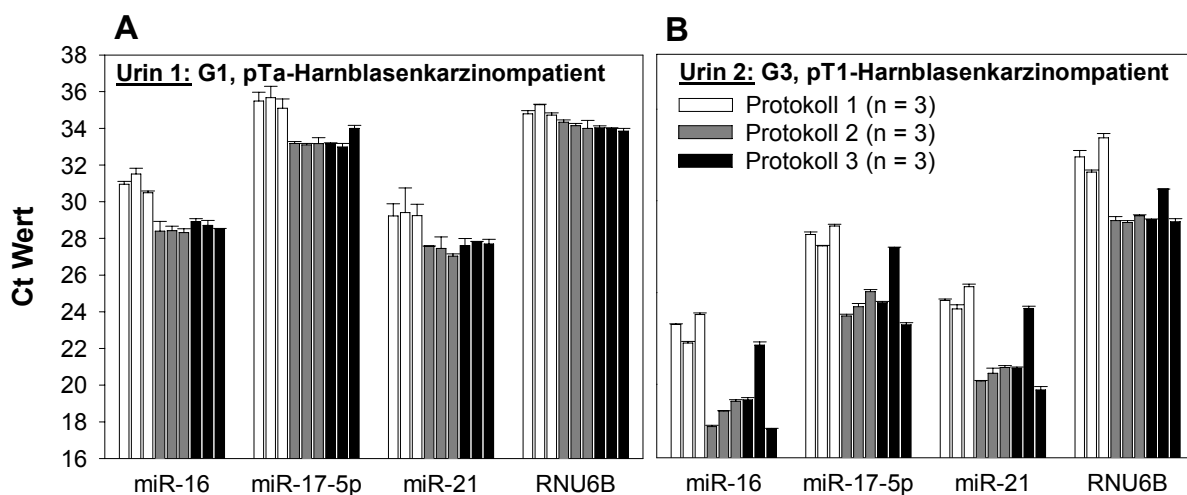 A
B
Urin 1: G1, pTa-Harnblasenkarzinompatient
Urin 2: G3, pT1-Harnblasenkarzinompatient
Protokoll 1 (n = 3)
Protokoll 2 (n = 3)
Protokoll 3 (n = 3)
Ct Wert
38
36
34
32
30
28
26
24
22
20
18
16
miR-16 miR-17-5p miR-21 RNU6B
miR-16 miR-17-5p miR-21 RNU6B